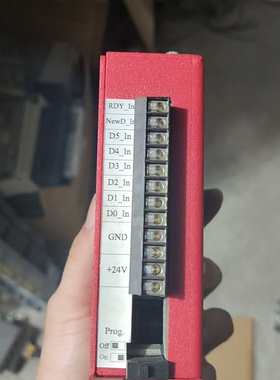 RDY_In
NewD_In
D5_In
D4_In
D3_In
D2_In
D1_In
D0_In
GND
+24V
Prog.
Off
On